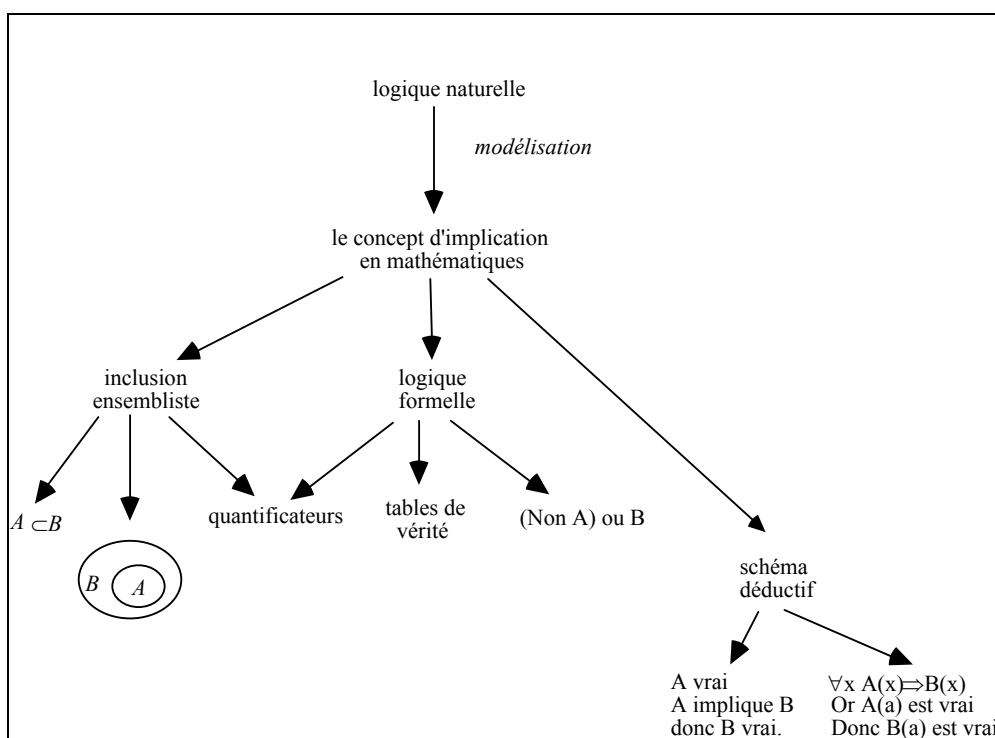 logique naturelle
modélisation
le concept d'implication
en mathématiques
inclusion
ensembliste
logique
formelle
A ⊂B
quantificateurs
tables de
vérité
(Non A) ou B
B
A
schéma
déductif
A vrai
A implique B
donc B vrai.
∀x A(x)⇒B(x)
Or A(a) est vrai
Donc B(a) est vrai